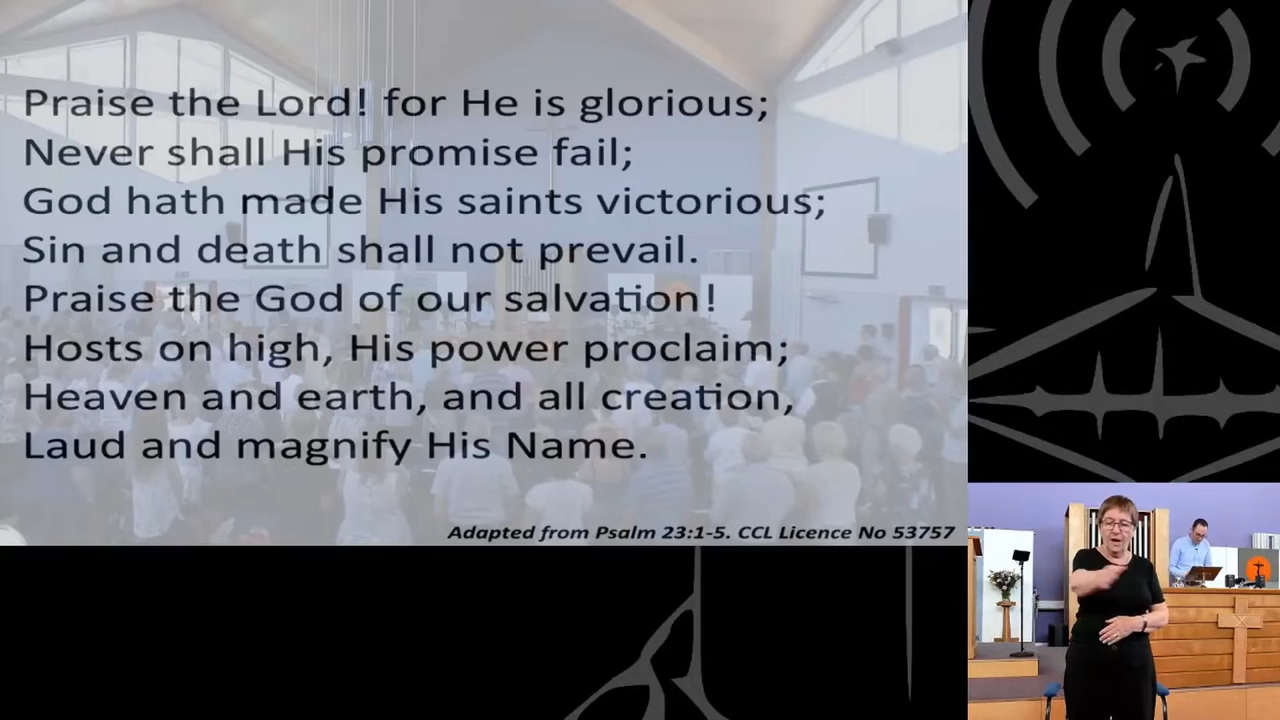 Praise the Lord! for He is glorious;
Never shall His promise fail;
God hath made His saints victorious;
Sin and death shall not prevail.
Praise the God of our salvation!
Hosts on high, His power proclaim;
Heaven and earth, and all creation,
Laud and magnify His Name.
Adapted from Psalm 23:1-5. CCL Licence No 53757